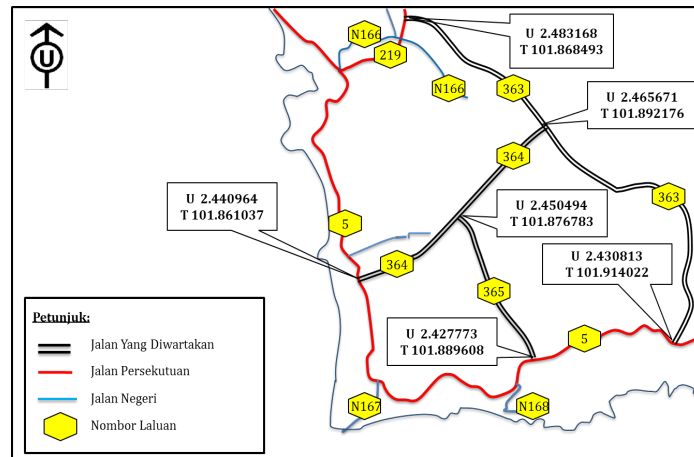 U
N166
219
N166
363
U 2.483168
T 101.868493
U 2.465671
T 101.892176
364
363
U 2.440964
T 101.861037
5
364
U 2.450494
T 101.876783
365
U 2.430813
T 101.914022
U 2.427773
T 101.889608
5
N167
N168
Petunjuk:
Jalan Yang Diwartakan
Jalan Persekutuan
Jalan Negeri
Nombor Laluan